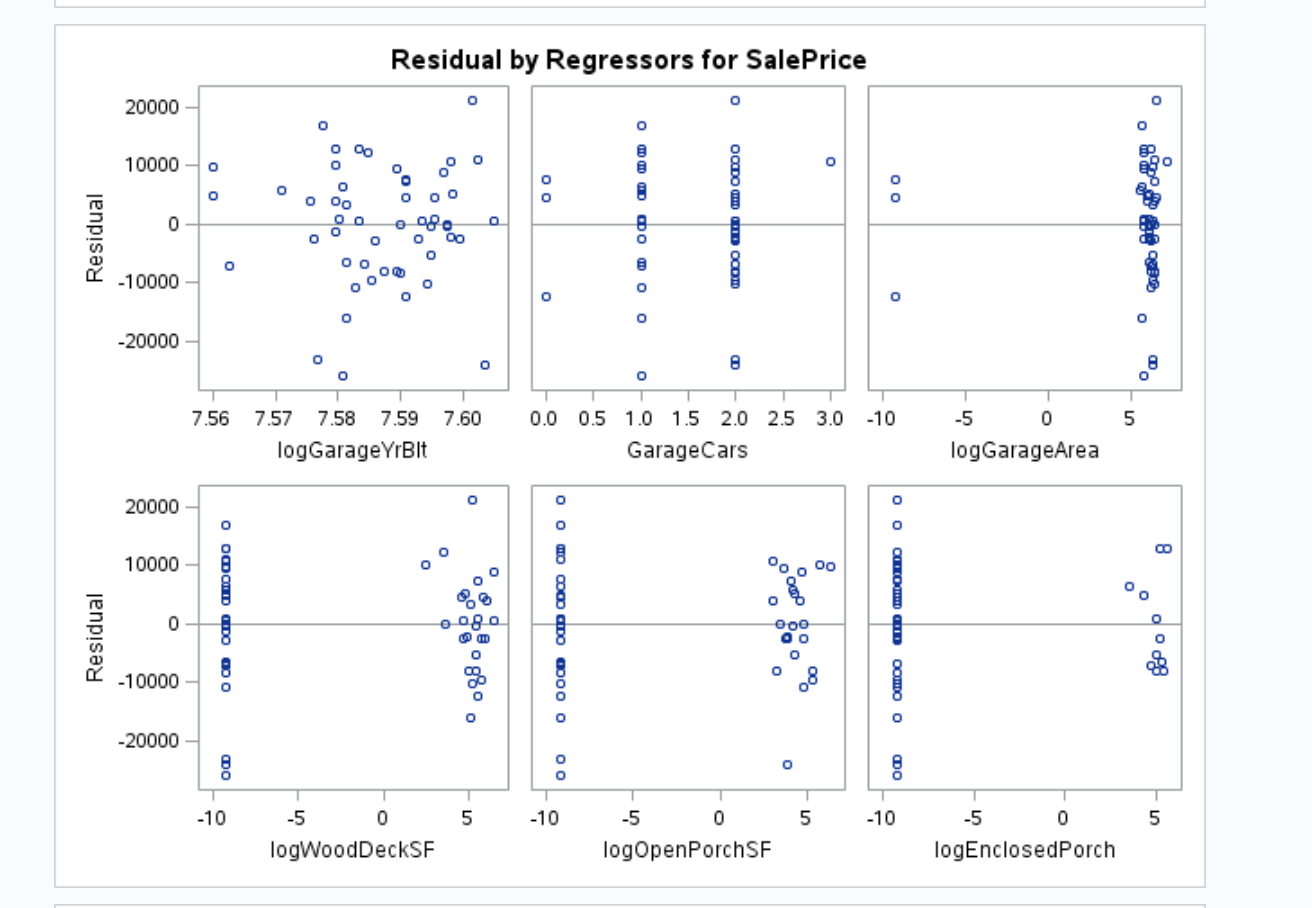 Residual by Regressors for SalePrice
Residual
20000
10000
0
-10000
-20000
7.56 7.57 7.58 7.59 7.60
logGarageYrBlt
0.0 0.5 1.0 1.5 2.0 2.5 3.0
GarageCars
-10 -5 0 5
logGarageArea
Residual
20000
10000
0
-10000
-20000
-10 -5 0 5
logWoodDeckSF
-10 -5 0 5
logOpenPorchSF
-10 -5 0 5
logEnclosedPorch